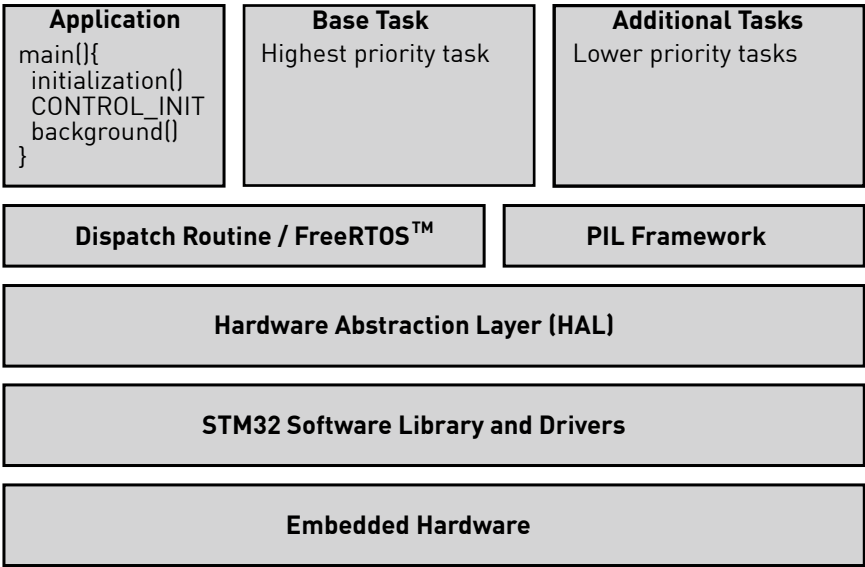 Application
main(){
initialization()
CONTROL_INIT
background()
}
Base Task
Highest priority task
Additional Tasks
Lower priority tasks
Dispatch Routine / FreeRTOS™
PIL Framework
Hardware Abstraction Layer (HAL)
STM32 Software Library and Drivers
Embedded Hardware